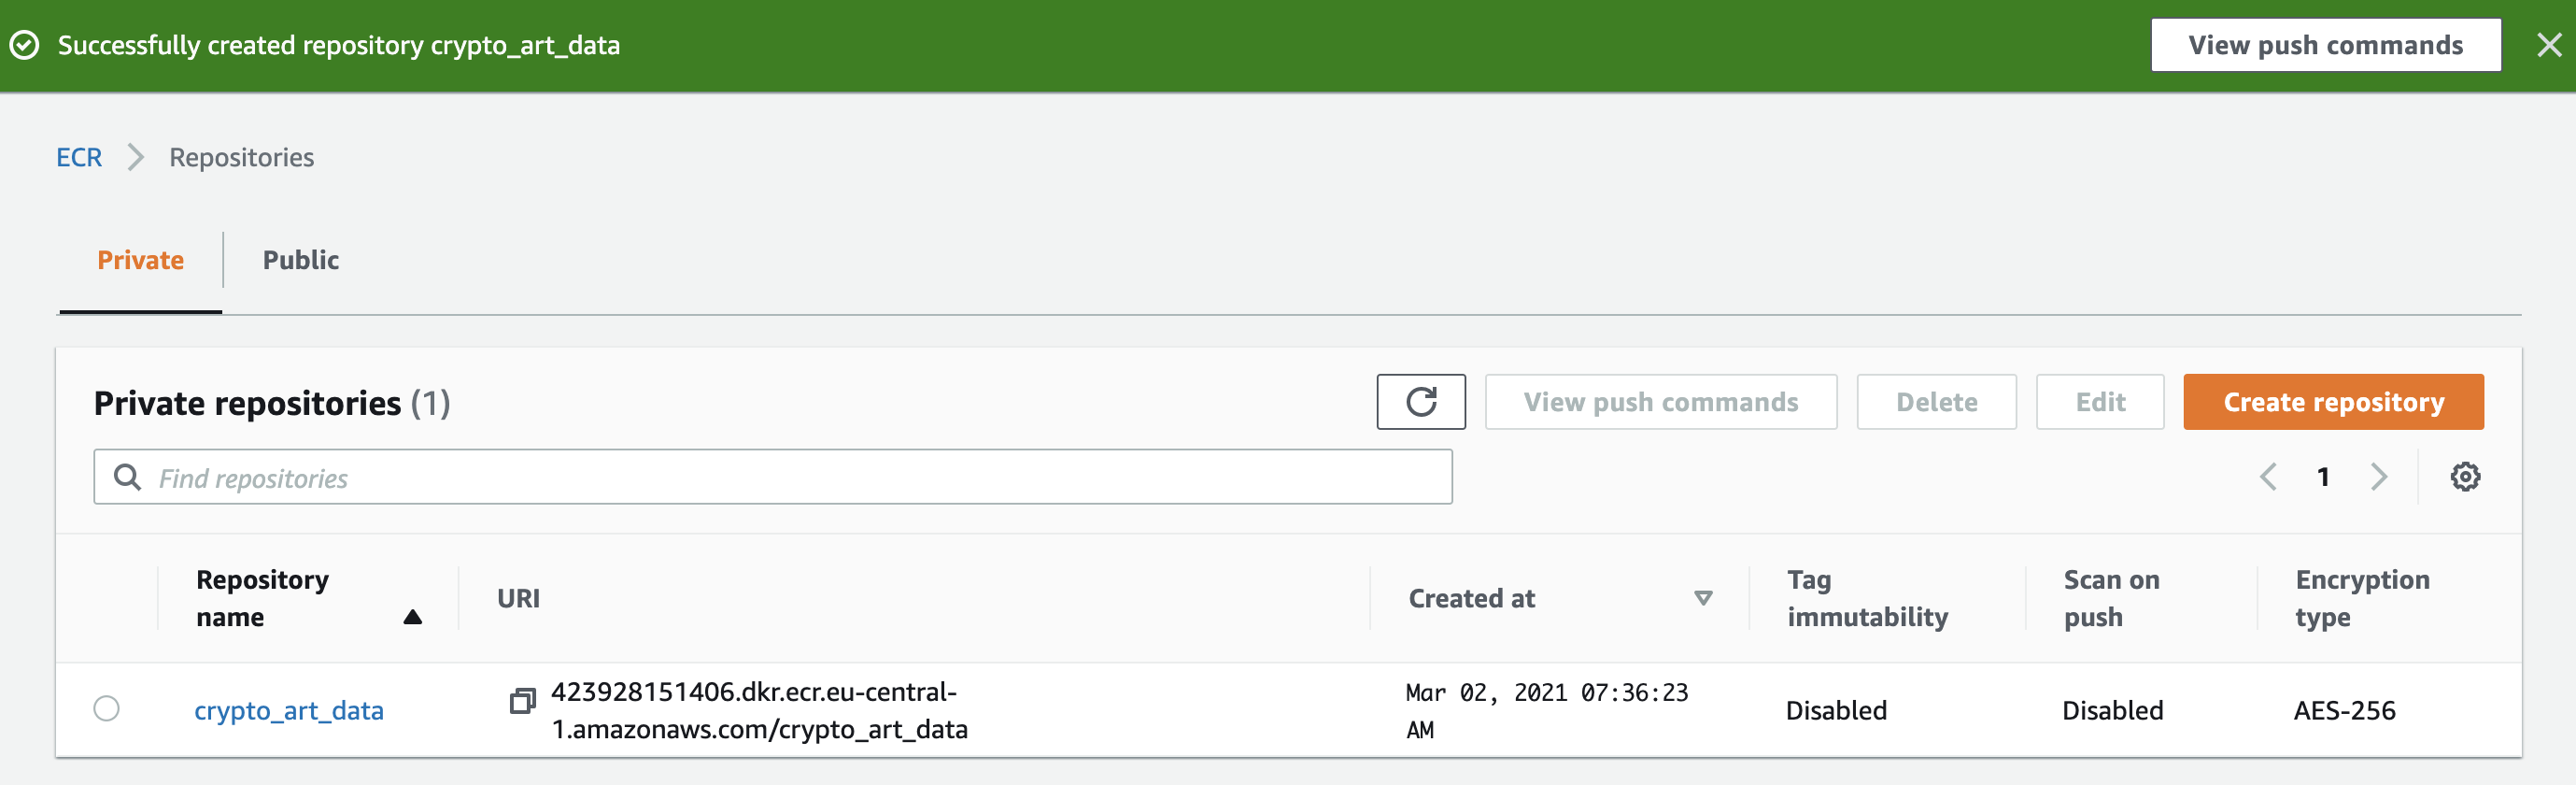 Successfully created repository crypto_art_data
View push commands
ECR
Repositories
Private
Public
Private repositories (1)
View push commands
Delete
Edit
Create repository
Find repositories
1
Repository
name
URI
Created at
Tag
immutability
Scan on
push
Encryption
type
crypto_art_data
423928151406.dkr.ecr.eu-central-
1.amazonaws.com/crypto_art_data
Mar 02, 2021 07:36:23
AM
Disabled
Disabled
AES-256